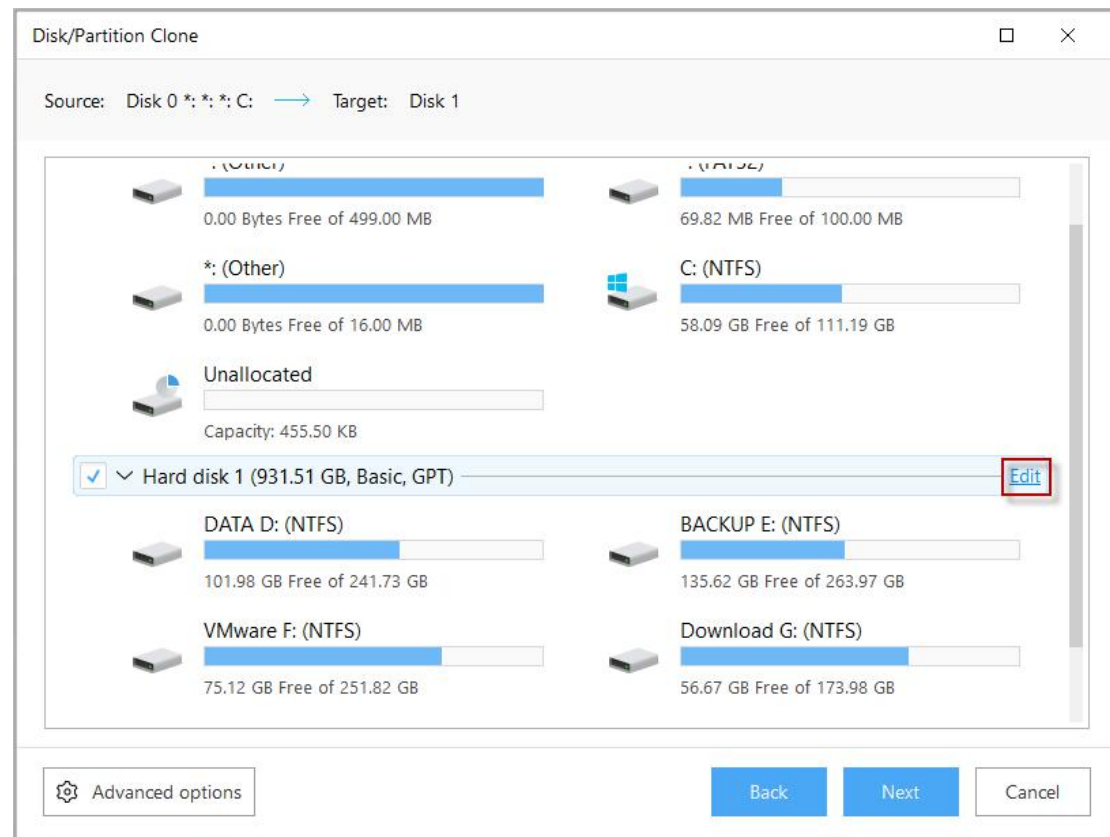 Disk/Partition Clone
Source: Disk 0 *: *: *: C: Target: Disk 1
*: (Other)
*: (FAT32)
0.00 Bytes Free of 499.00 MB
69.82 MB Free of 100.00 MB
*: (Other)
C: (NTFS)
0.00 Bytes Free of 16.00 MB
58.09 GB Free of 111.19 GB
Unallocated
Capacity: 455.50 KB
Hard disk 1 (931.51 GB, Basic, GPT)
Edit
DATA D: (NTFS)
BACKUP E: (NTFS)
101.98 GB Free of 241.73 GB
135.62 GB Free of 263.97 GB
VMware F: (NTFS)
Download G: (NTFS)
75.12 GB Free of 251.82 GB
56.67 GB Free of 173.98 GB
Advanced options
Back
Next
Cancel